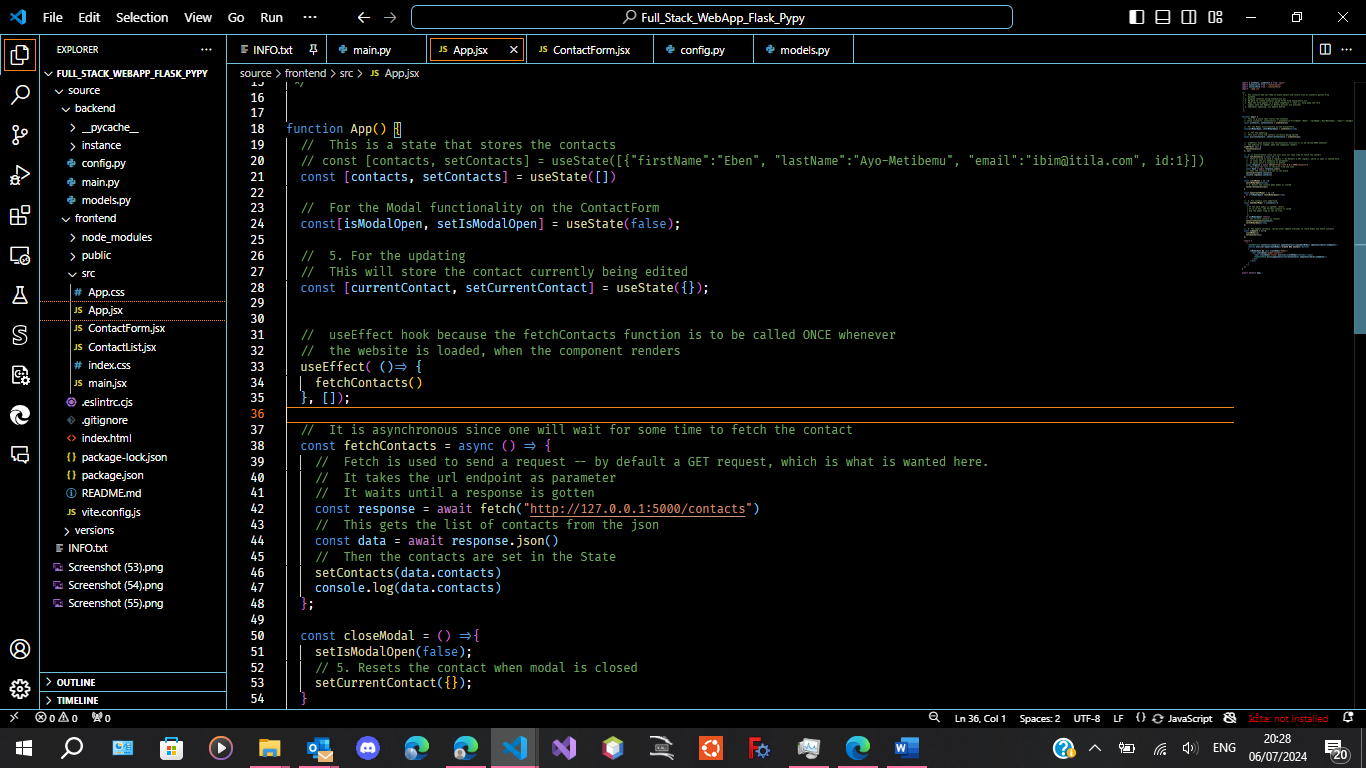 File Edit Selection View Go Run ··· Full_Stack_WebApp_Flask_Pypy
EXPLORER ···
FULL_STACK_WEBAPP_FLASK_PYPY
source
backend
__pycache__
instance
config.py
main.py
models.py
frontend
node_modules
public
src
# App.css
JS App.jsx
JS ContactForm.jsx
JS ContactList.jsx
# index.css
JS main.jsx
.eslintrc.cjs
.gitignore
<> index.html
{} package-lock.json
{} package.json
README.md
vite.config.js
versions
INFO.txt
Screenshot (53).png
Screenshot (54).png
Screenshot (55).png
OUTLINE
TIMELINE
INFO.txt main.py JS App.jsx JS ContactForm.jsx config.py models.py
source > frontend > src > JS App.jsx
15 */
16
17
18 function App() {
19 // This is a state that stores the contacts
20 // const [contacts, setContacts] = useState([{"firstName":"Eben", "lastName":"Ayo-Metibemu", "email":"ibim@itila.com", id:1}])
21 const [contacts, setContacts] = useState([])
22
23 // For the Modal functionality on the ContactForm
24 const[isModalOpen, setIsModalOpen] = useState(false);
25
26 // 5. For the updating
27 // THis will store the contact currently being edited
28 const [currentContact, setCurrentContact] = useState({});
29
30
31 // useEffect hook because the fetchContacts function is to be called ONCE whenever
32 // the website is loaded, when the component renders
33 useEffect( ()=> {
34 fetchContacts()
35 }, []);
36
37 // It is asynchronous since one will wait for some time to fetch the contact
38 const fetchContacts = async () => {
39 // Fetch is used to send a request -- by default a GET request, which is what is wanted here.
40 // It takes the url endpoint as parameter
41 // It waits until a response is gotten
42 const response = await fetch("http://127.0.0.1:5000/contacts")
43 // This gets the list of contacts from the json
44 const data = await response.json()
45 // Then the contacts are set in the State
46 setContacts(data.contacts)
47 console.log(data.contacts)
48 };
49
50 const closeModal = () =>{
51 setIsModalOpen(false);
52 // 5. Resets the contact when modal is closed
53 setCurrentContact({});
54 }
0 0 0 Ln 36, Col 1 Spaces: 2 UTF-8 LF {} JavaScript kite: not installed
ENG 20:28
06/07/2024 20